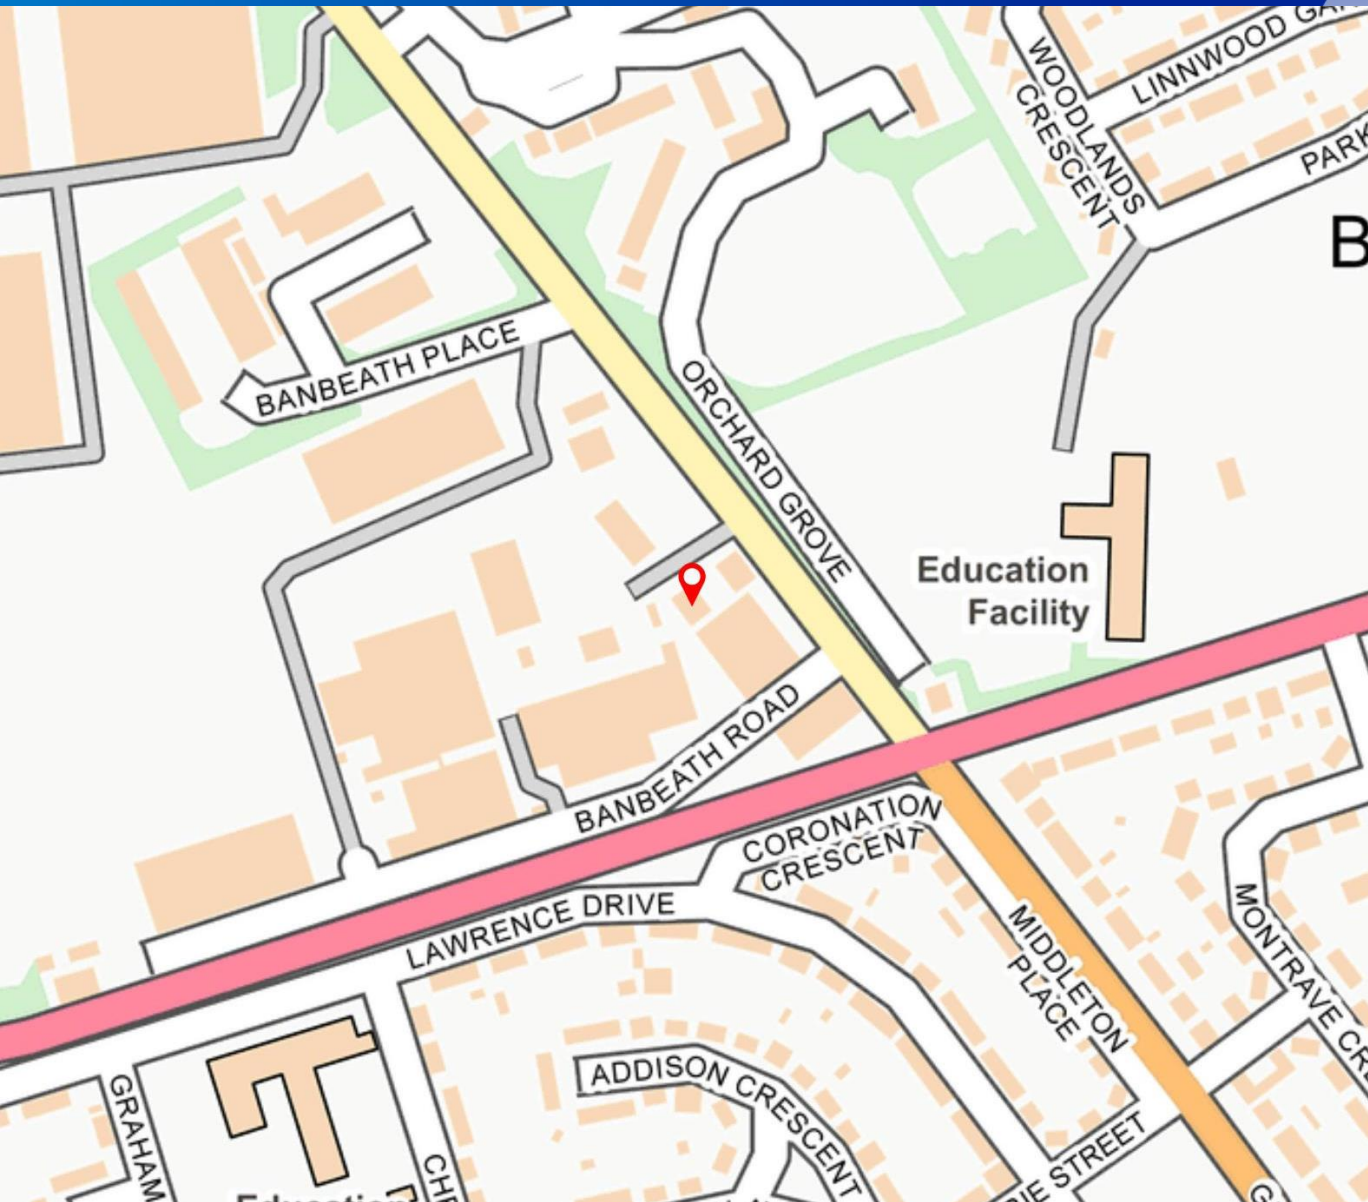 LINNWOOD
WOODLANDS
CRESCENT
PARK
B
BANBEATH PLACE
ORCHARD GROVE
Education
Facility
BANBEATH ROAD
CORONATION
CRESCENT
LAWRENCE DRIVE
MIDDLETON
PLACE
MONTRAVE
ADDISON CRESCENT
GRAHAM
STREET
Education